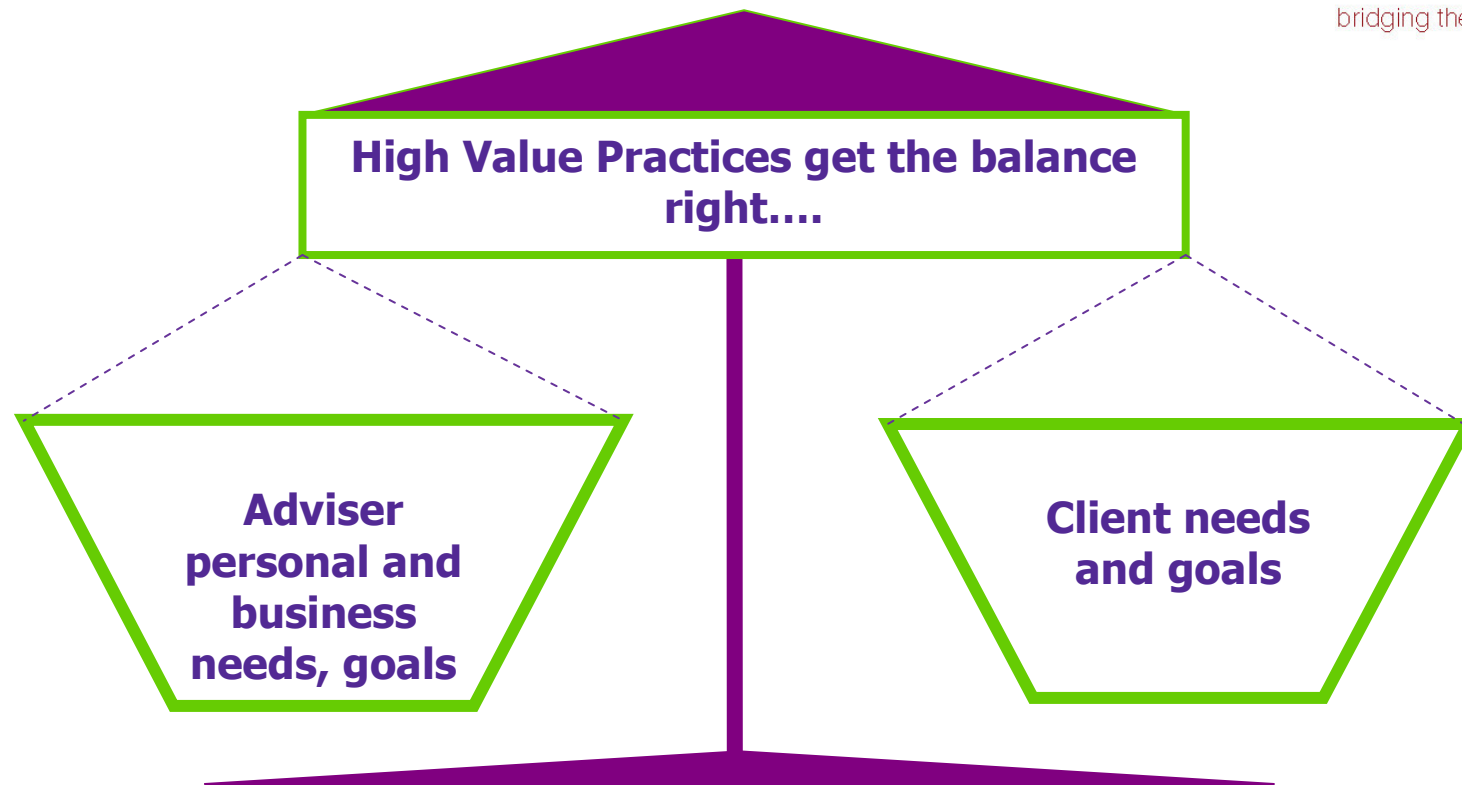 bridging the
High Value Practices get the balance
right....
Adviser
personal and
business
needs, goals
Client needs
and goals